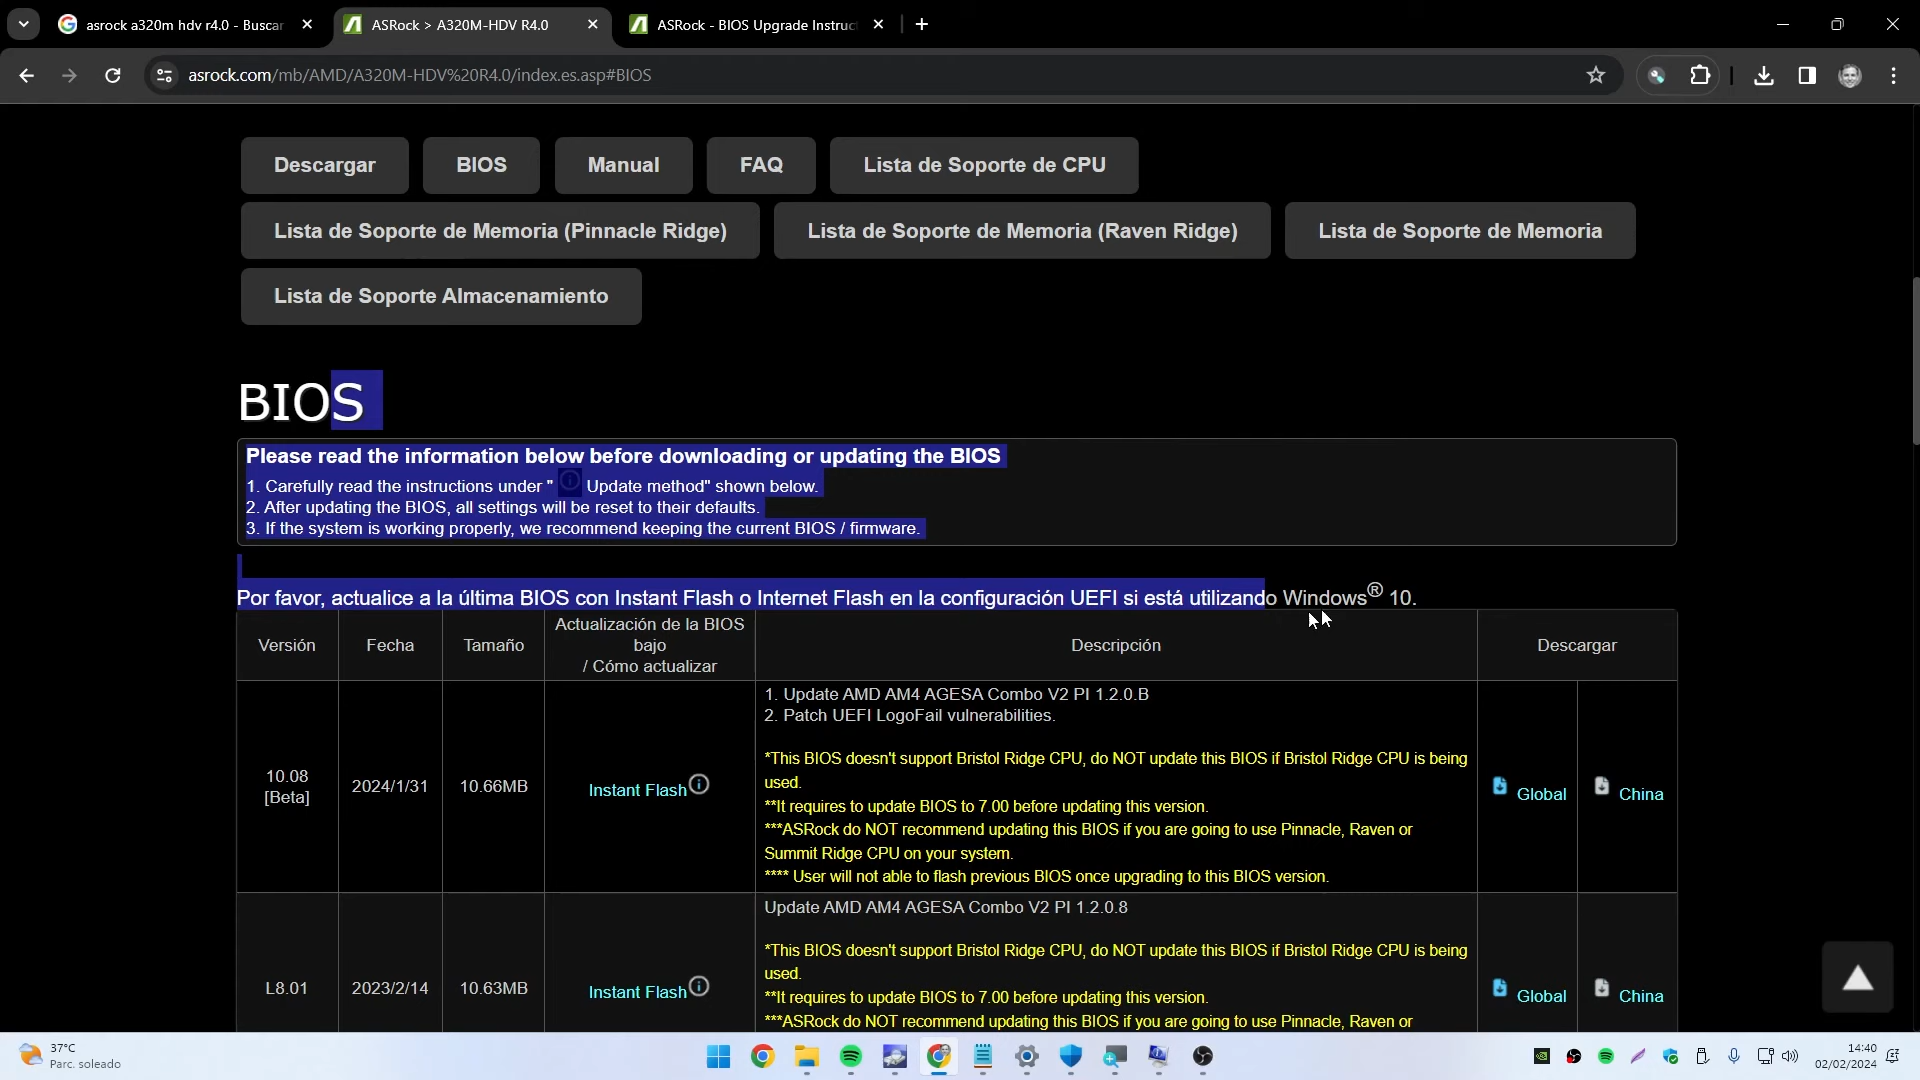 asrock a320m hdv r4.0 - Buscar
ASRock > A320M-HDV R4.0
ASRock - BIOS Upgrade Instruc
asrock.com/mb/AMD/A320M-HDV%20R4.0/index.es.asp#BIOS
Descargar
BIOS
Manual
FAQ
Lista de Soporte de CPU
Lista de Soporte de Memoria (Pinnacle Ridge)
Lista de Soporte de Memoria (Raven Ridge)
Lista de Soporte de Memoria
Lista de Soporte Almacenamiento
BIOS
Please read the information below before downloading or updating the BIOS
1. Carefully read the instructions under " Update method" shown below.
2. After updating the BIOS, all settings will be reset to their defaults.
3. If the system is working properly, we recommend keeping the current BIOS / firmware.
Por favor, actualice a la última BIOS con Instant Flash o Internet Flash en la configuración UEFI si está utilizando Windows® 10.
Versión
Fecha
Tamaño
Actualización de la BIOS
bajo
/ Cómo actualizar
Descripción
Descargar
10.08
[Beta]
2024/1/31
10.66MB
Instant Flash
1. Update AMD AM4 AGESA Combo V2 PI 1.2.0.B
2. Patch UEFI LogoFail vulnerabilities.
*This BIOS doesn't support Bristol Ridge CPU, do NOT update this BIOS if Bristol Ridge CPU is being
used.
**It requires to update BIOS to 7.00 before updating this version.
***ASRock do NOT recommend updating this BIOS if you are going to use Pinnacle, Raven or
Summit Ridge CPU on your system.
**** User will not able to flash previous BIOS once upgrading to this BIOS version.
Global
China
L8.01
2023/2/14
10.63MB
Instant Flash
Update AMD AM4 AGESA Combo V2 PI 1.2.0.8
*This BIOS doesn't support Bristol Ridge CPU, do NOT update this BIOS if Bristol Ridge CPU is being
used.
**It requires to update BIOS to 7.00 before updating this version.
***ASRock do NOT recommend updating this BIOS if you are going to use Pinnacle, Raven or
Global
China
37°C
Parc. soleado
14:40
02/02/2024